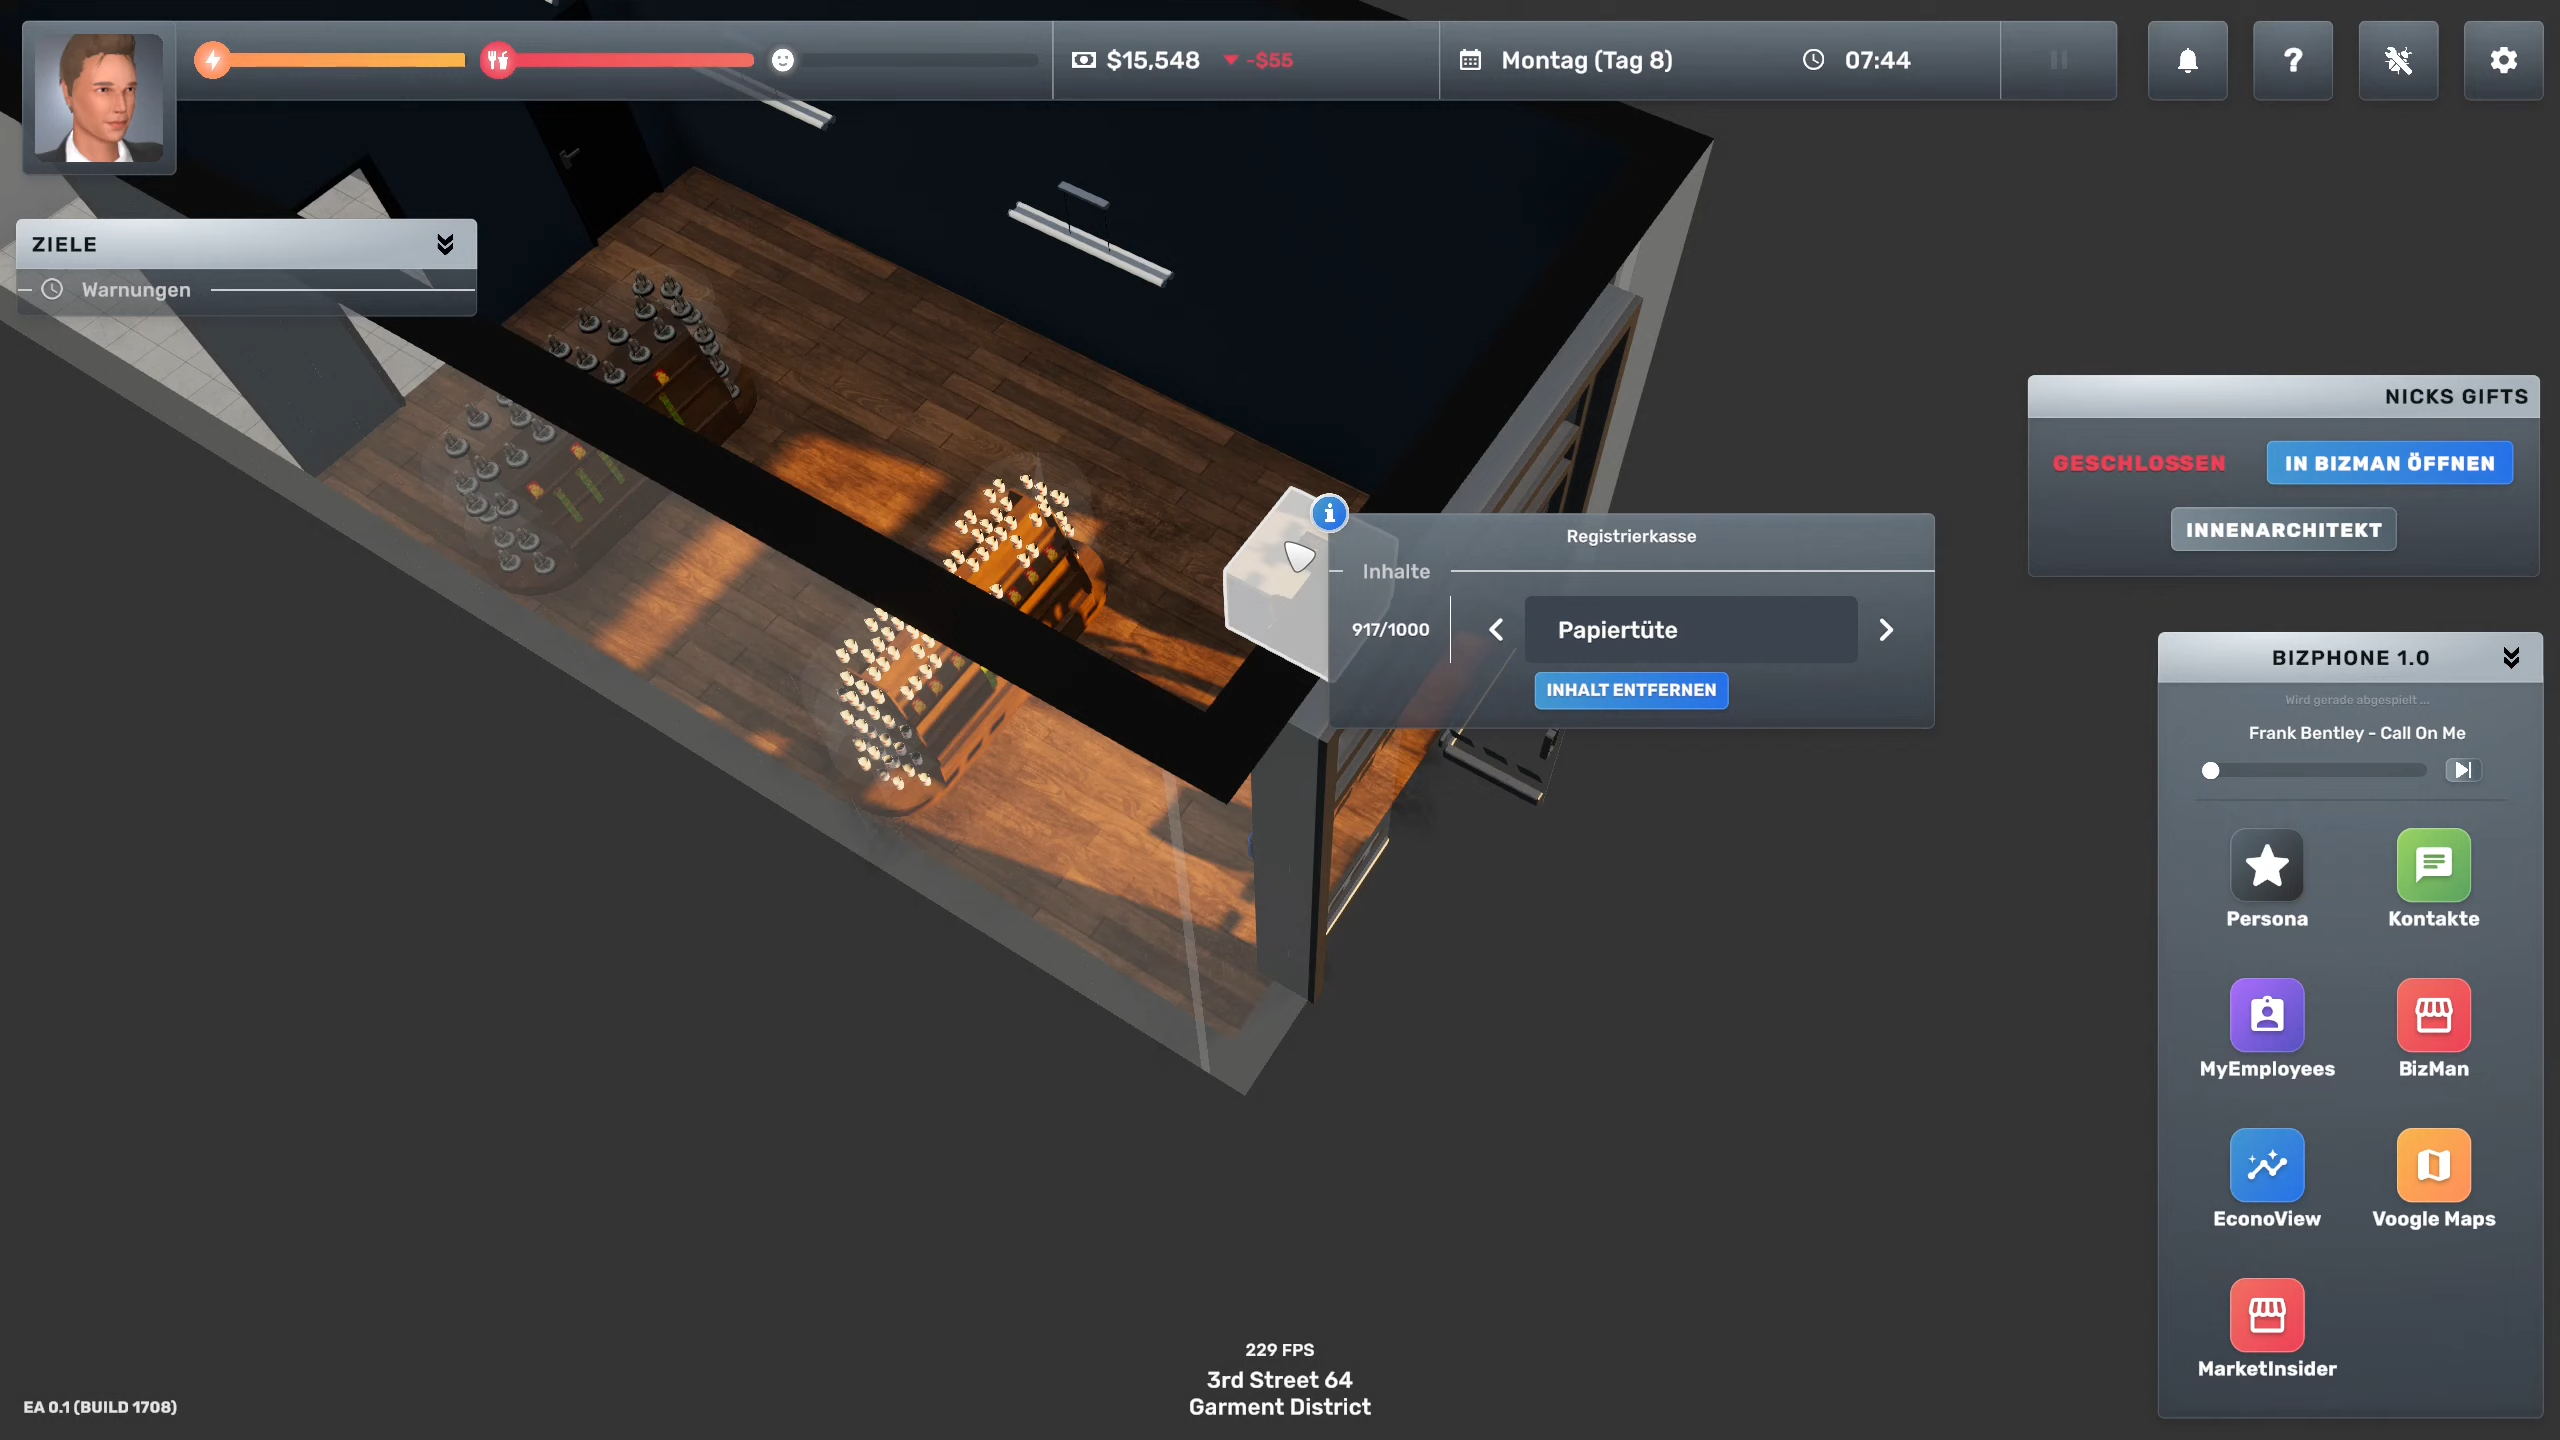 $15,548 -$55
Montag (Tag 8) 07:44
?
ZIELE
Warnungen
NICKS GIFTS
GESCHLOSSEN
IN BIZMAN ÖFFNEN
INNENARCHITEKT
i
Registrierkasse
Inhalte
917/1000
Papiertüte
INHALT ENTFERNEN
BIZPHONE 1.0
Wird gerade abgespielt ...
Frank Bentley - Call On Me
Persona
Kontakte
MyEmployees
BizMan
EconoView
Voogle Maps
MarketInsider
229 FPS
3rd Street 64
Garment District
EA 0.1 (BUILD 1708)